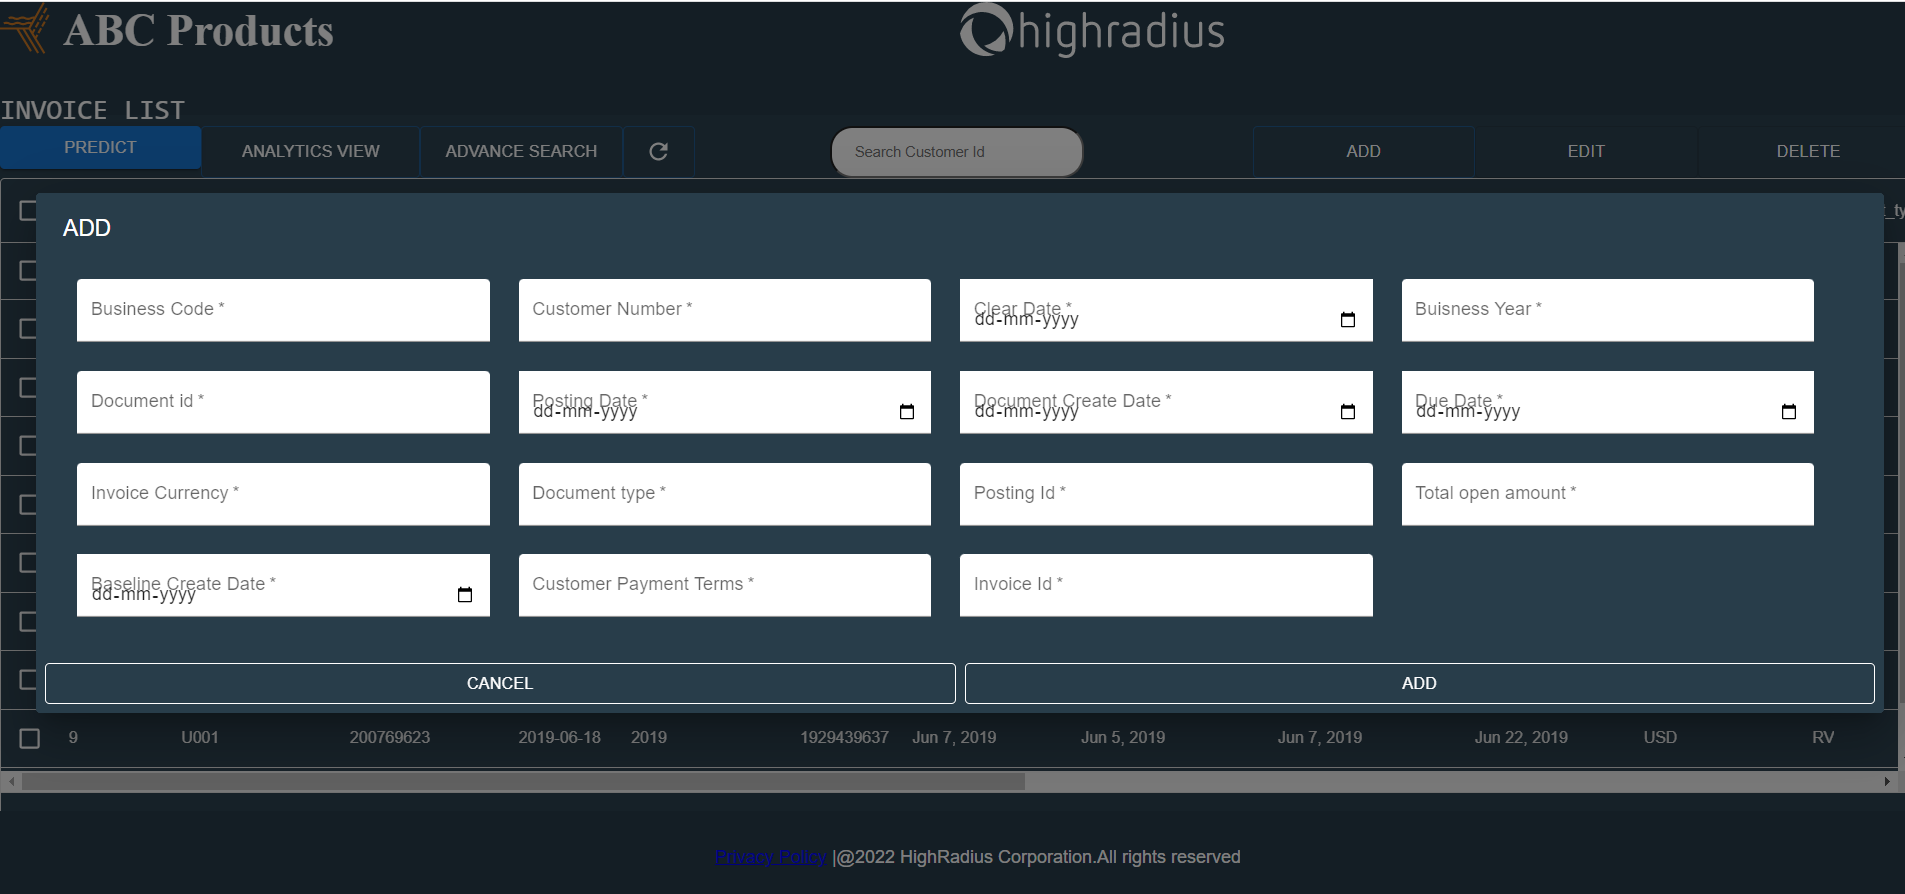 ABC Products
highradius
INVOICE LIST
PREDICT
ANALYTICS VIEW
ADVANCE SEARCH
Search Customer Id
ADD
EDIT
DELETE
t_ty
ADD
Business Code *
Customer Number *
Clear Date *
dd-mm-yyyy
Buisness Year *
Document id *
Posting Date *
dd-mm-yyyy
Document Create Date *
dd-mm-yyyy
Due Date *
dd-mm-yyyy
Invoice Currency *
Document type *
Posting Id *
Total open amount *
Baseline Create Date *
dd-mm-yyyy
Customer Payment Terms *
Invoice Id *
CANCEL
ADD
9 U001 200769623 2019-06-18 2019 1929439637 Jun 7, 2019 Jun 5, 2019 Jun 7, 2019 Jun 22, 2019 USD RV
Privacy Policy |@2022 HighRadius Corporation.All rights reserved